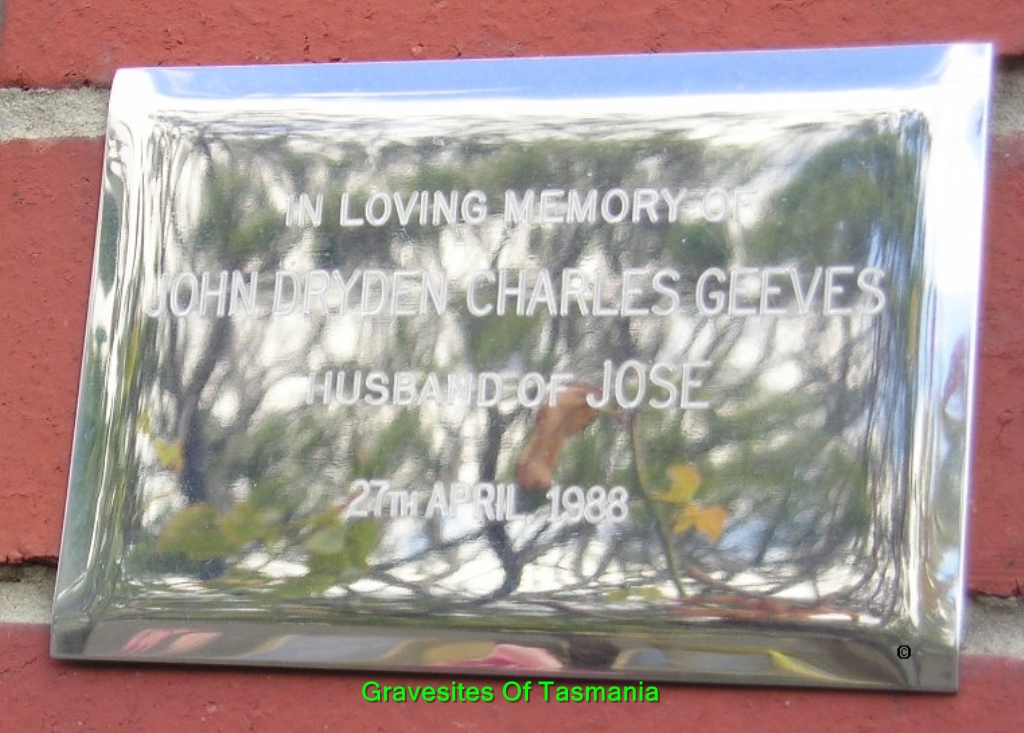 IN LOVING MEMORY OF
JOHN DRYDEN CHARLES GEEVES
HUSBAND OF JOSE
27TH APRIL, 1988
©
Gravesites Of Tasmania